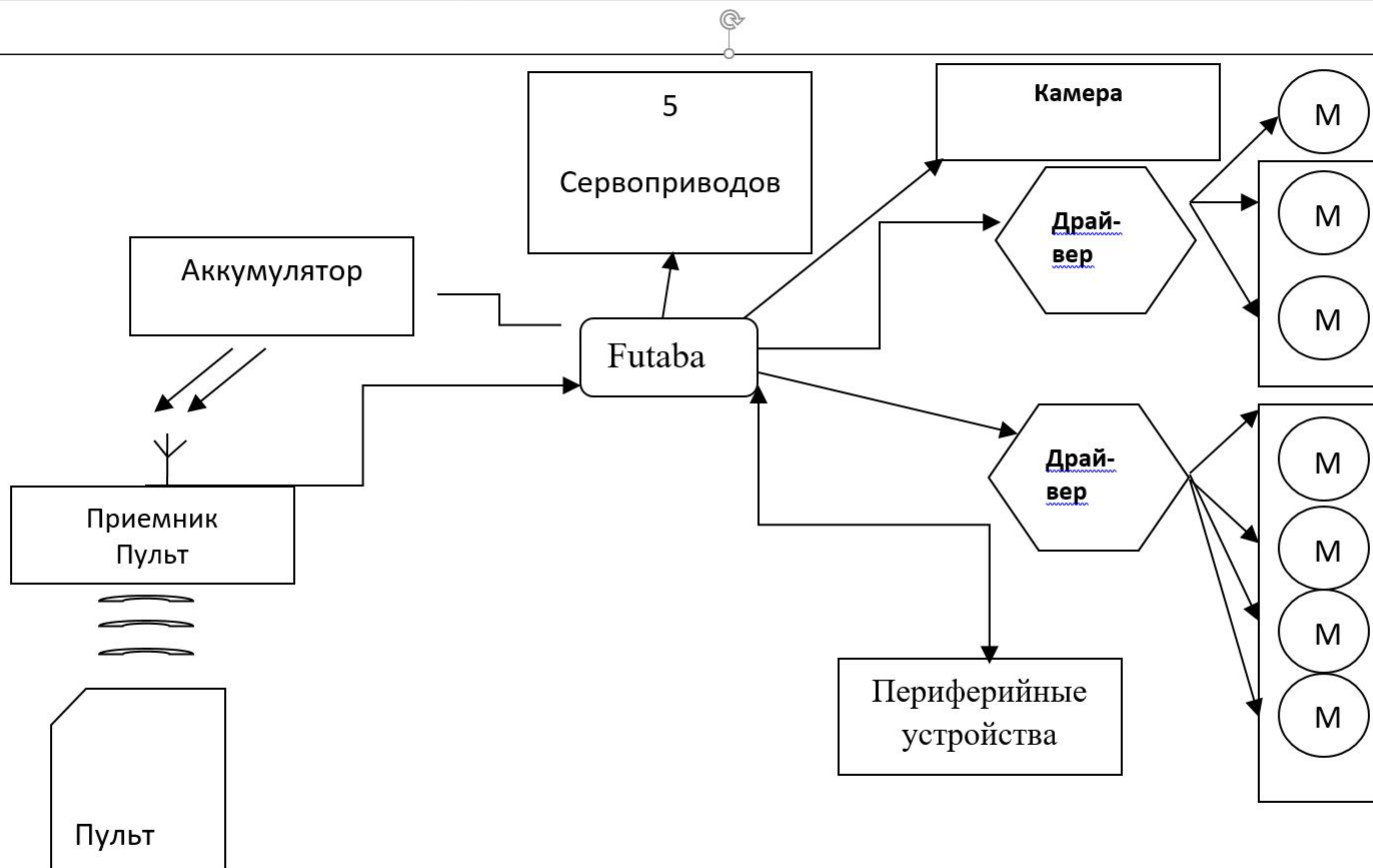 5
Сервоприводов
Камера
М
М
М
Драй-
вер
Аккумулятор
Futaba
Драй-
вер
М
М
М
М
Приемник
Пульт
Периферийные
устройства
Пульт